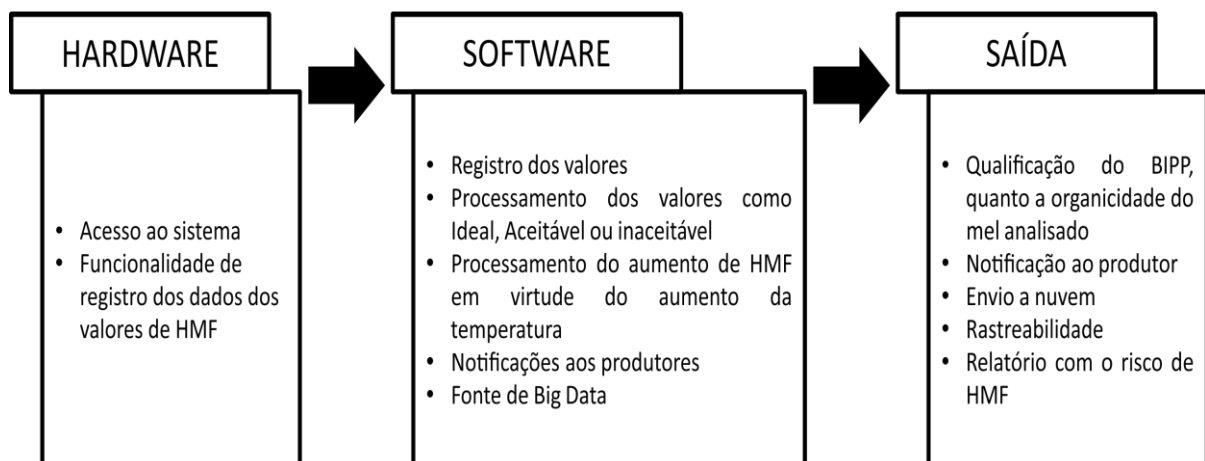 HARDWARE
• Acesso ao sistema
• Funcionalidade de
registro dos dados dos
valores de HMF
SOFTWARE
• Registro dos valores
• Processamento dos valores como
Ideal, Aceitável ou inaceitável
• Processamento do aumento de HMF
em virtude do aumento da
temperatura
• Notificações aos produtores
• Fonte de Big Data
SAÍDA
• Qualificação do BIPP,
quanto a organicidade do
mel analisado
• Notificação ao produtor
• Envio a nuvem
• Rastreabilidade
• Relatório com o risco de
HMF